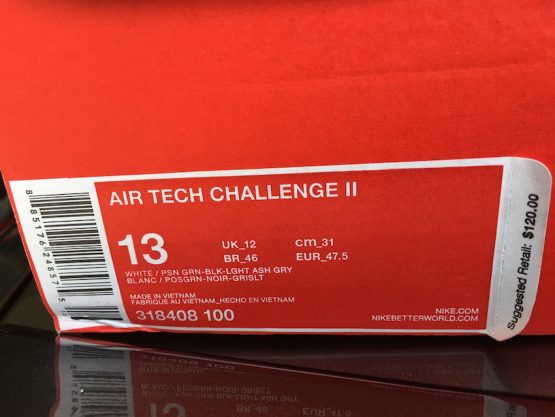 AIR TECH CHALLENGE II
13
UK_12 cm_31
BR_46 EUR_47.5
WHITE / PSN GRN-BLK-LGHT ASH GRY
BLANC / POSGRN-NOIR-GRISLT
MADE IN VIETNAM
FABRIQUE AU VIETNAM_HECHO EN VIETNAM
318408 100
NIKE.COM
NIKEBETTERWORLD.COM
Suggested Retail: $120.00